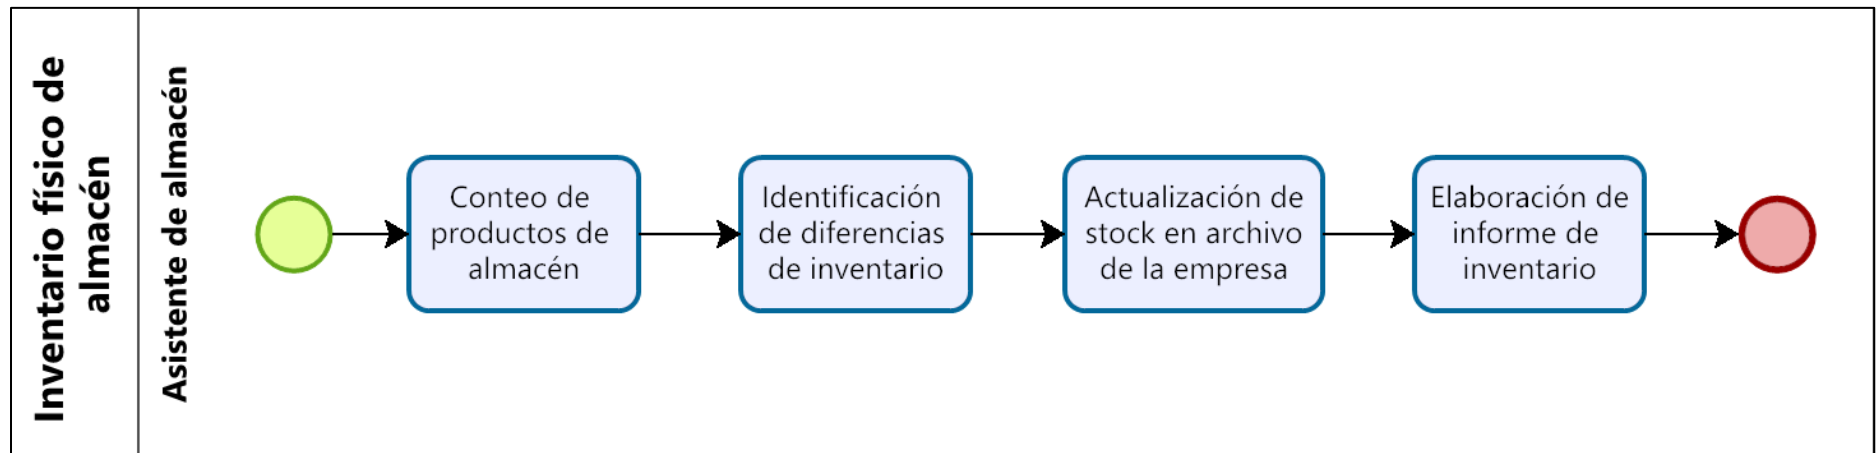 Inventario físico de
almacén
Asistente de almacén
Conteo de
productos de
almacén
Identificación
de diferencias
de inventario
Actualización de
stock en archivo
de la empresa
Elaboración de
informe de
inventario